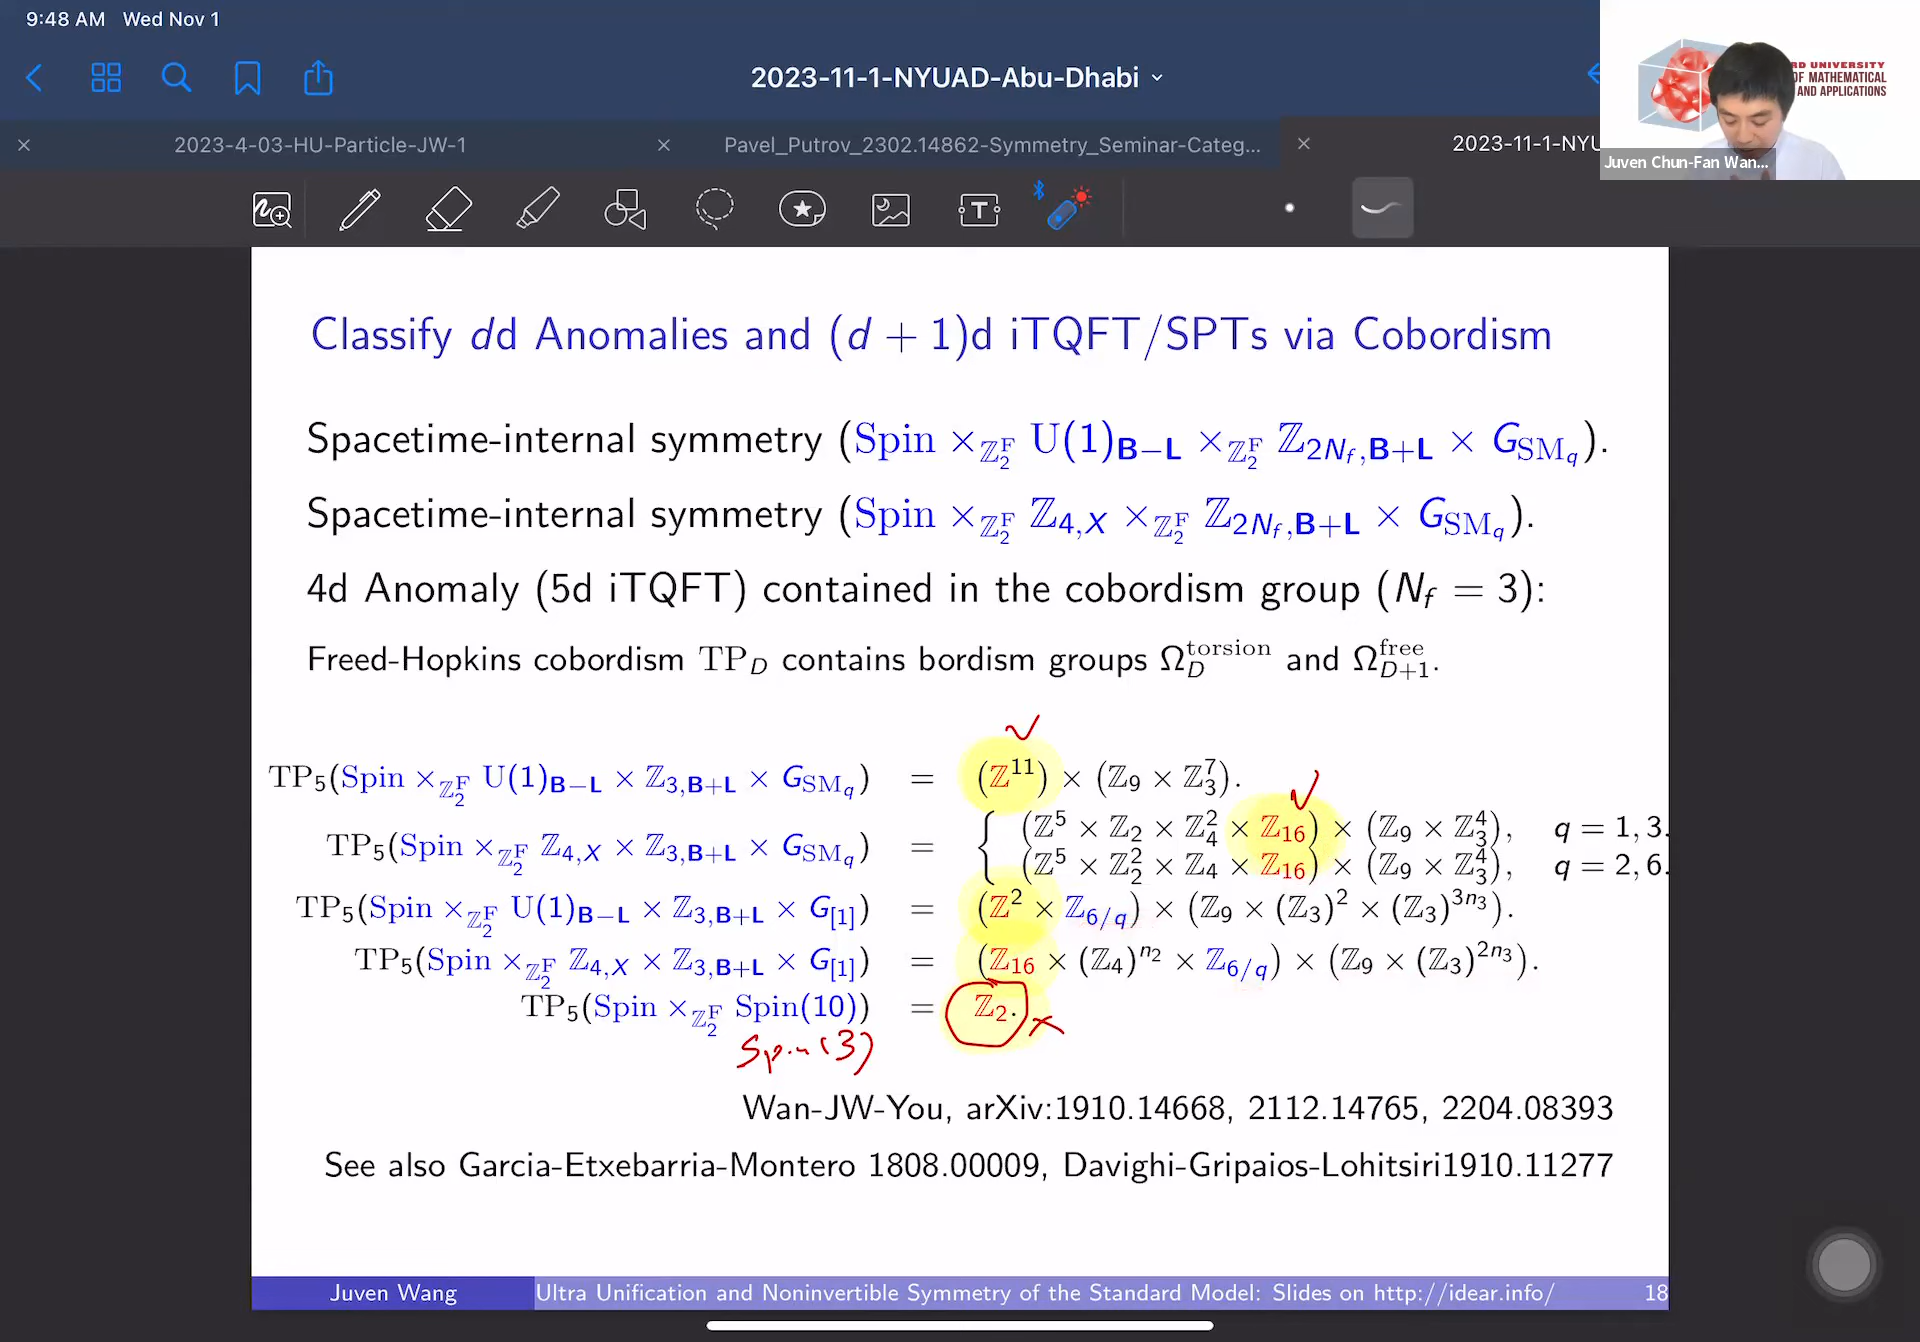 9:48 AM Wed Nov 1
2023-11-1-NYUAD-Abu-Dhabi
RD UNIVERSITY
OF MATHEMATICAL
AND APPLICATIONS
Juven Chun-Fan Wan...
2023-4-03-HU-Particle-JW-1
Pavel_Putrov_2302.14862-Symmetry_Seminar-Categ...
2023-11-1-NYU
T
Classify dd Anomalies and (d + 1)d iTQFT/SPTs via Cobordism
Spacetime-internal symmetry (Spin ×_{ℤ₂^F} U(1)_{B−L} ×_{ℤ₂^F} ℤ_{2N_f,B+L} × G_{SM_q}).
Spacetime-internal symmetry (Spin ×_{ℤ₂^F} ℤ_{4,X} ×_{ℤ₂^F} ℤ_{2N_f,B+L} × G_{SM_q}).
4d Anomaly (5d iTQFT) contained in the cobordism group (N_f = 3):
Freed-Hopkins cobordism TP_D contains bordism groups Ω_D^{torsion} and Ω_{D+1}^{free}.
TP₅(Spin ×_{ℤ₂^F} U(1)_{B−L} × ℤ_{3,B+L} × G_{SM_q}) = (ℤ^{11}) × (ℤ₉ × ℤ₃^7).
TP₅(Spin ×_{ℤ₂^F} ℤ_{4,X} × ℤ_{3,B+L} × G_{SM_q}) = { (ℤ^5 × ℤ₂ × ℤ₄^2 × ℤ₁₆) × (ℤ₉ × ℤ₃^4), q = 1, 3.
(ℤ^5 × ℤ₂^2 × ℤ₄ × ℤ₁₆) × (ℤ₉ × ℤ₃^4), q = 2, 6.
TP₅(Spin ×_{ℤ₂^F} U(1)_{B−L} × ℤ_{3,B+L} × G_{[1]}) = (ℤ^2 × ℤ_{6/q}) × (ℤ₉ × (ℤ₃)^2 × (ℤ₃)^{3n₃}).
TP₅(Spin ×_{ℤ₂^F} ℤ_{4,X} × ℤ_{3,B+L} × G_{[1]}) = (ℤ₁₆ × (ℤ₄)^{n₂} × ℤ_{6/q}) × (ℤ₉ × (ℤ₃)^{2n₃}).
TP₅(Spin ×_{ℤ₂^F} Spin(10)) = ℤ₂.
Spin(3)
Wan-JW-You, arXiv:1910.14668, 2112.14765, 2204.08393
See also Garcia-Etxebarria-Montero 1808.00009, Davighi-Gripaios-Lohitsiri1910.11277
Juven Wang
Ultra Unification and Noninvertible Symmetry of the Standard Model: Slides on http://idear.info/
18